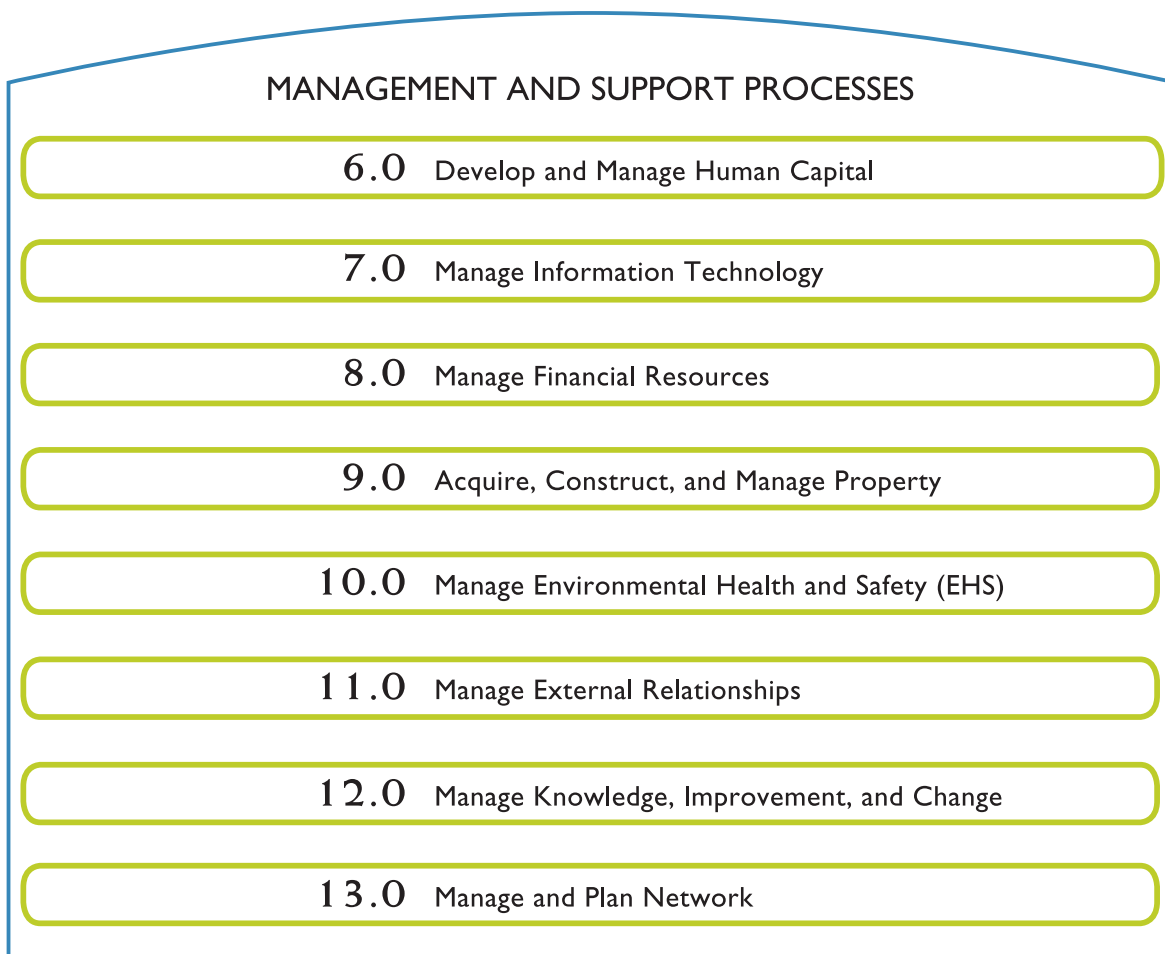 MANAGEMENT AND SUPPORT PROCESSES
6.0 Develop and Manage Human Capital
7.0 Manage Information Technology
8.0 Manage Financial Resources
9.0 Acquire, Construct, and Manage Property
10.0 Manage Environmental Health and Safety (EHS)
11.0 Manage External Relationships
12.0 Manage Knowledge, Improvement, and Change
13.0 Manage and Plan Network